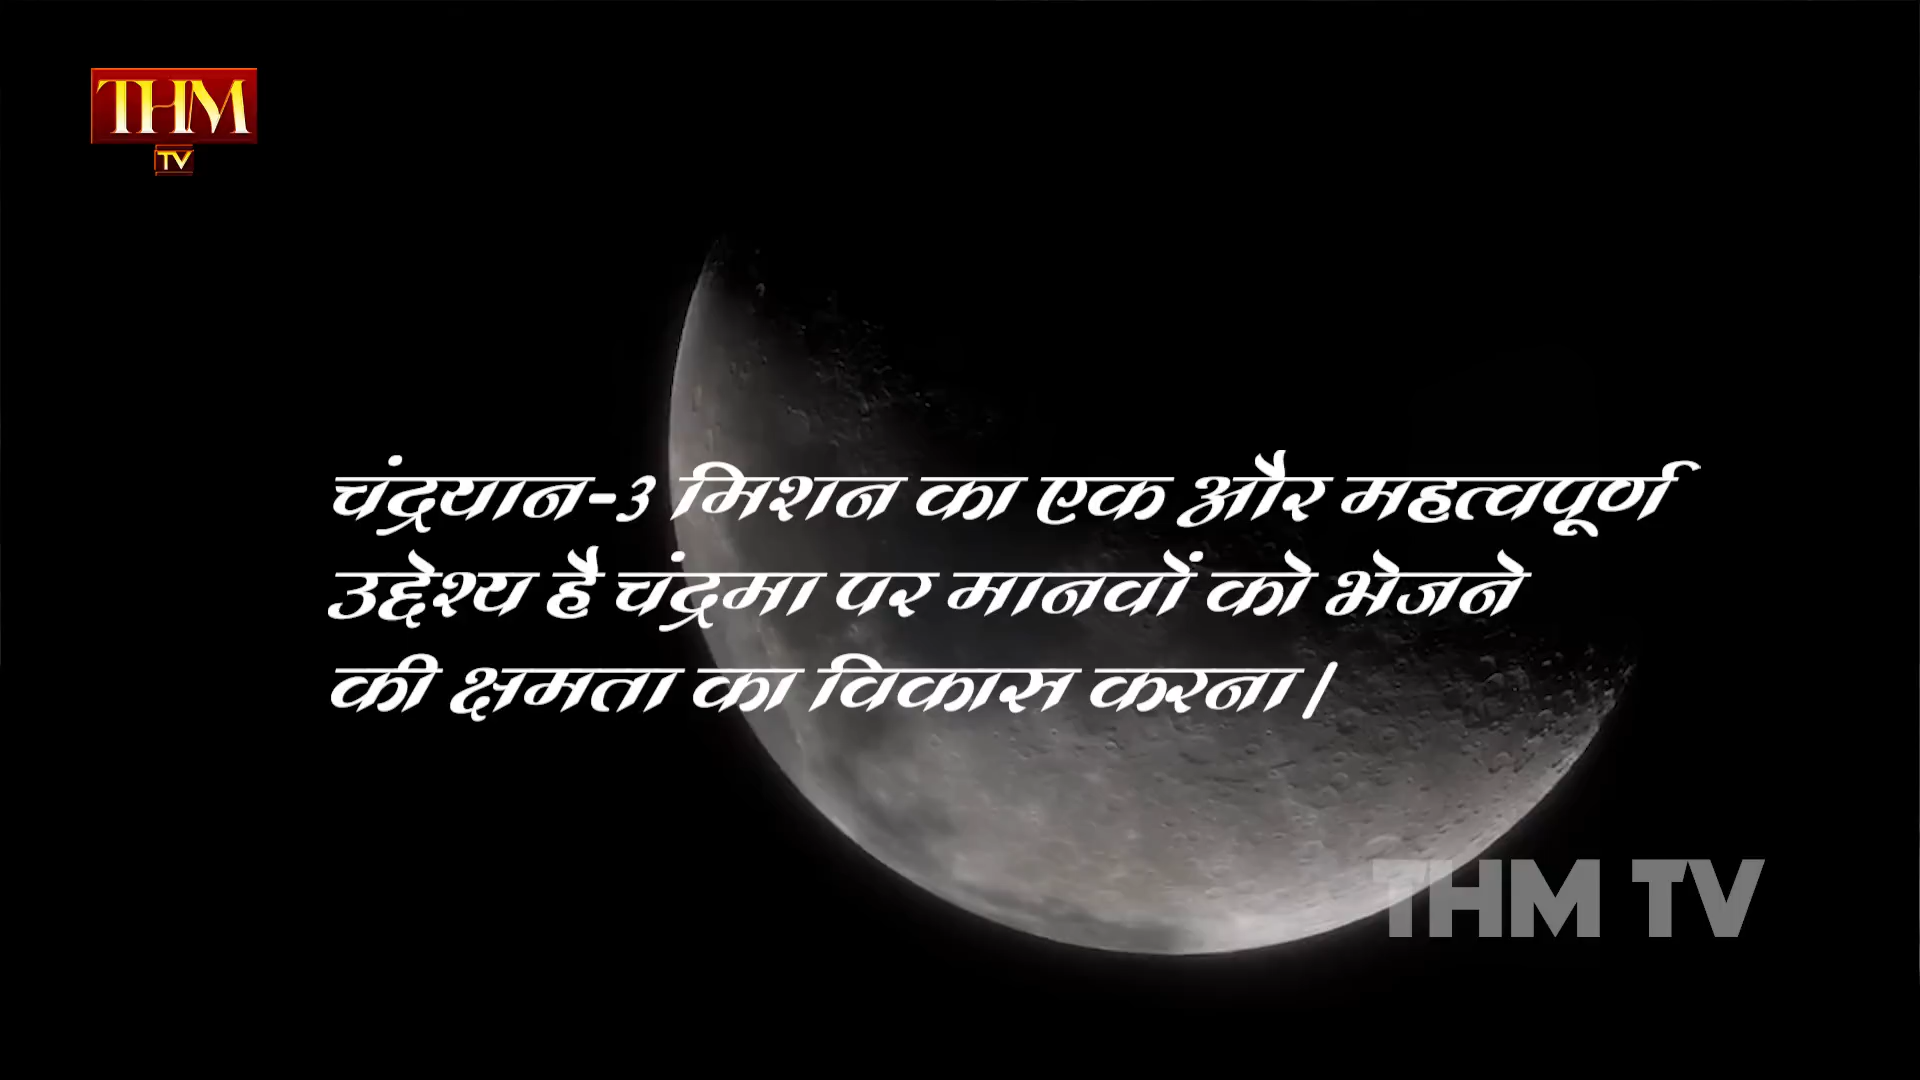 THM
TV
चंद्रयान-3 मिशन का एक और महत्वपूर्ण
उद्देश्य है चंद्रमा पर मानवों को भेजने
की क्षमता का विकास करना।
THM TV